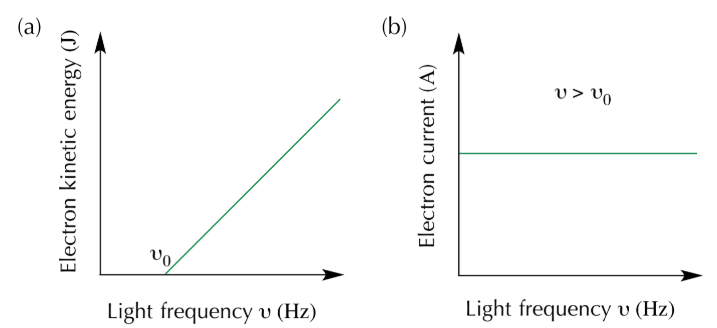 (a)
Electron kinetic energy (J)
υ0
Light frequency υ (Hz)
(b)
Electron current (A)
υ > υ0
Light frequency υ (Hz)